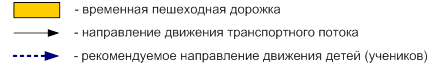 - временная пешеходная дорожка
- направление движения транспортного потока
- рекомендуемое направление движения детей (учеников)